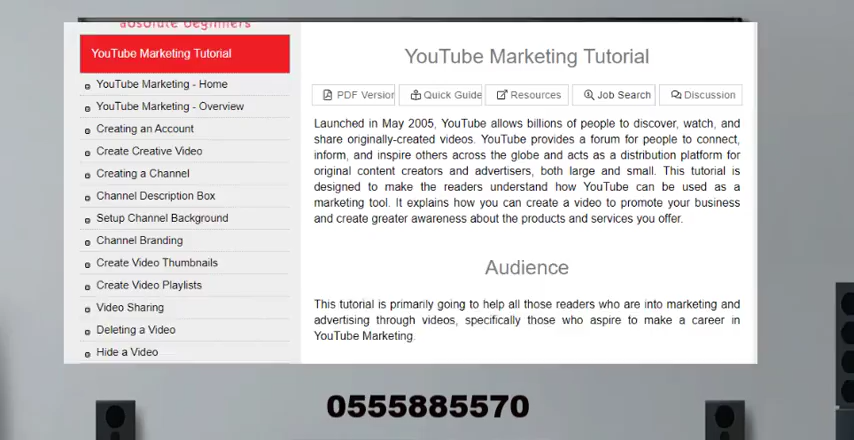 absolute beginners
YouTube Marketing Tutorial
YouTube Marketing - Home
YouTube Marketing - Overview
Creating an Account
Create Creative Video
Creating a Channel
Channel Description Box
Setup Channel Background
Channel Branding
Create Video Thumbnails
Create Video Playlists
Video Sharing
Deleting a Video
Hide a Video
YouTube Marketing Tutorial
PDF Version
Quick Guide
Resources
Job Search
Discussion
Launched in May 2005, YouTube allows billions of people to discover, watch, and
share originally-created videos. YouTube provides a forum for people to connect,
inform, and inspire others across the globe and acts as a distribution platform for
original content creators and advertisers, both large and small. This tutorial is
designed to make the readers understand how YouTube can be used as a
marketing tool. It explains how you can create a video to promote your business
and create greater awareness about the products and services you offer.
Audience
This tutorial is primarily going to help all those readers who are into marketing and
advertising through videos, specifically those who aspire to make a career in
YouTube Marketing.
0555885570